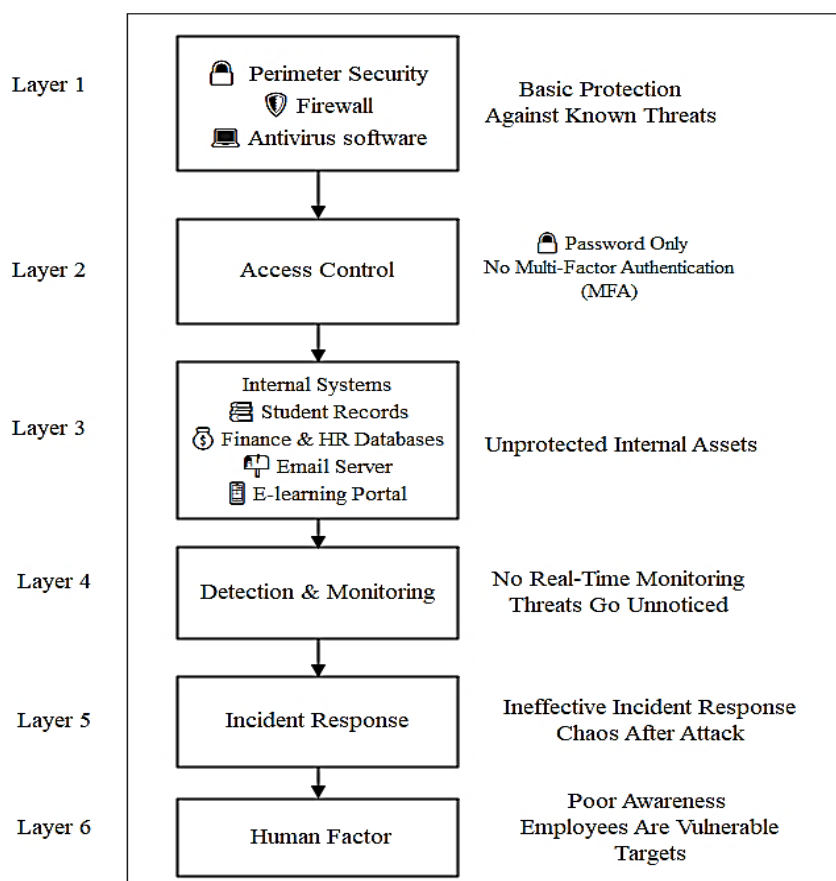 Layer 1
Perimeter Security
Firewall
Antivirus software
Basic Protection
Against Known Threats
Layer 2
Access Control
Password Only
No Multi-Factor Authentication
(MFA)
Layer 3
Internal Systems
Student Records
Finance & HR Databases
Email Server
E-learning Portal
Unprotected Internal Assets
Layer 4
Detection & Monitoring
No Real-Time Monitoring
Threats Go Unnoticed
Layer 5
Incident Response
Ineffective Incident Response
Chaos After Attack
Layer 6
Human Factor
Poor Awareness
Employees Are Vulnerable
Targets